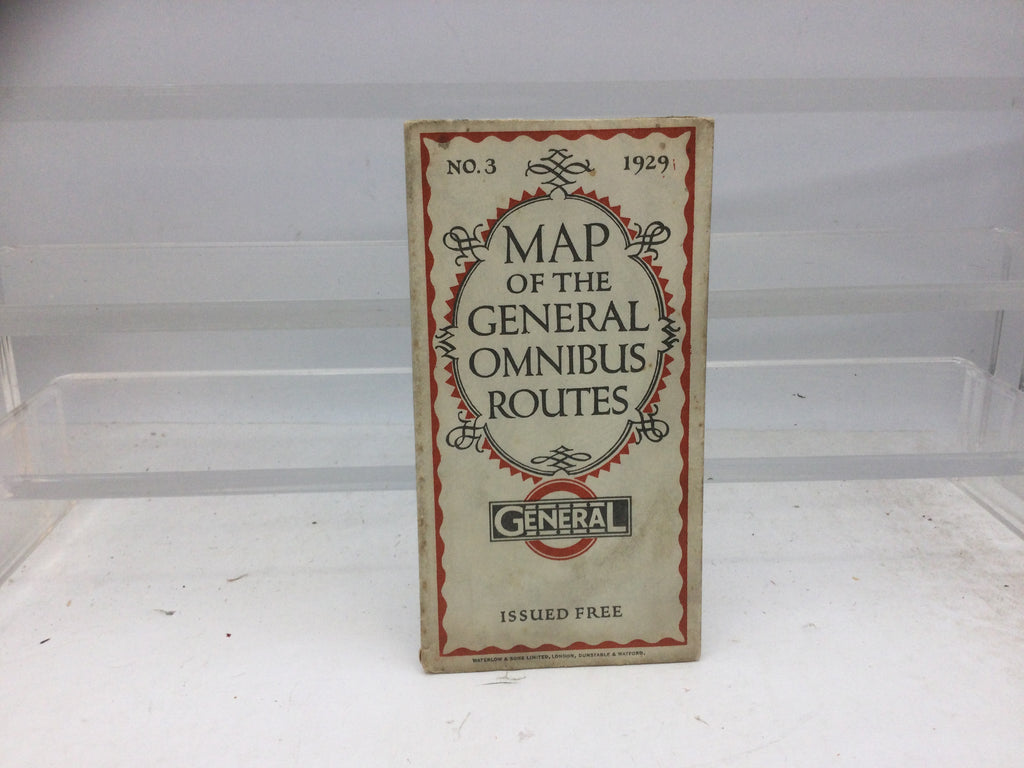 NO. 3
1929
MAP
OF THE
GENERAL
OMNIBUS
ROUTES
GENERAL
ISSUED FREE
WATERLOW & SONS LIMITED, LONDON, DUNSTABLE & WATFORD.